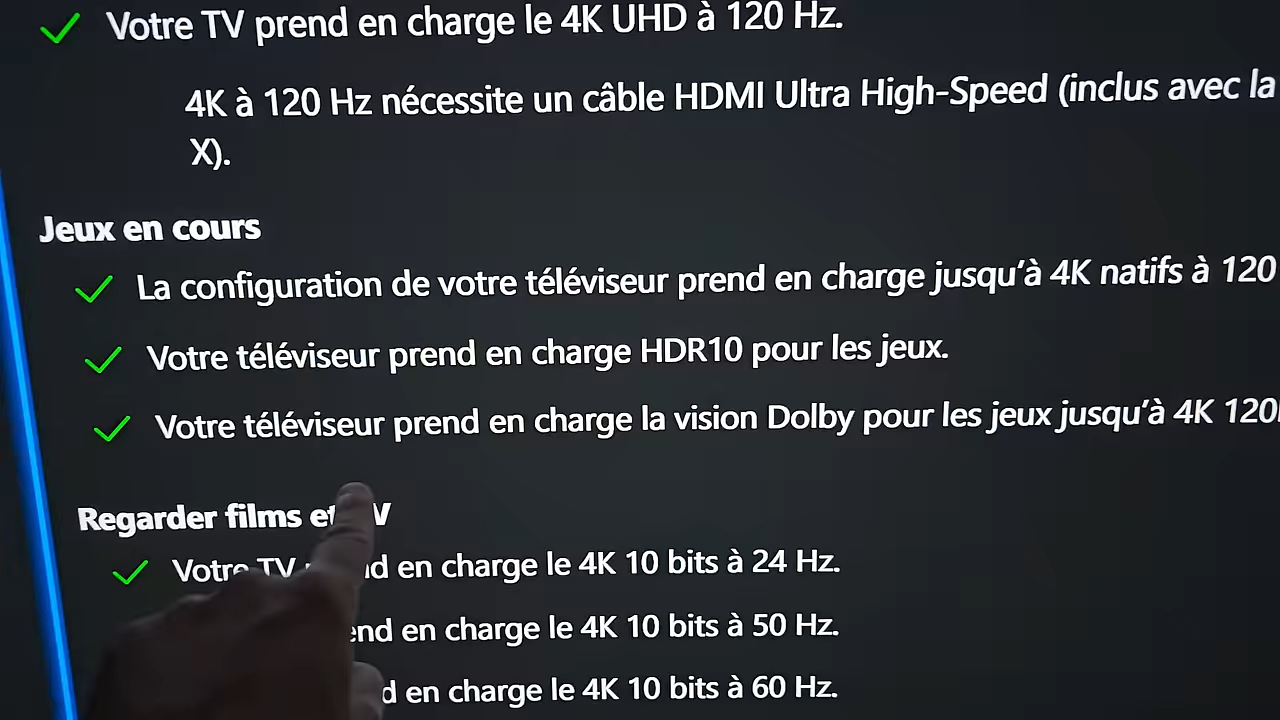 Votre TV prend en charge le 4K UHD à 120 Hz.
4K à 120 Hz nécessite un câble HDMI Ultra High-Speed (inclus avec la
X).
Jeux en cours
La configuration de votre téléviseur prend en charge jusqu'à 4K natifs à 120
Votre téléviseur prend en charge HDR10 pour les jeux.
Votre téléviseur prend en charge la vision Dolby pour les jeux jusqu'à 4K 120
Regarder films et V
Votre TV en charge le 4K 10 bits à 24 Hz.
en charge le 4K 10 bits à 50 Hz.
en charge le 4K 10 bits à 60 Hz.